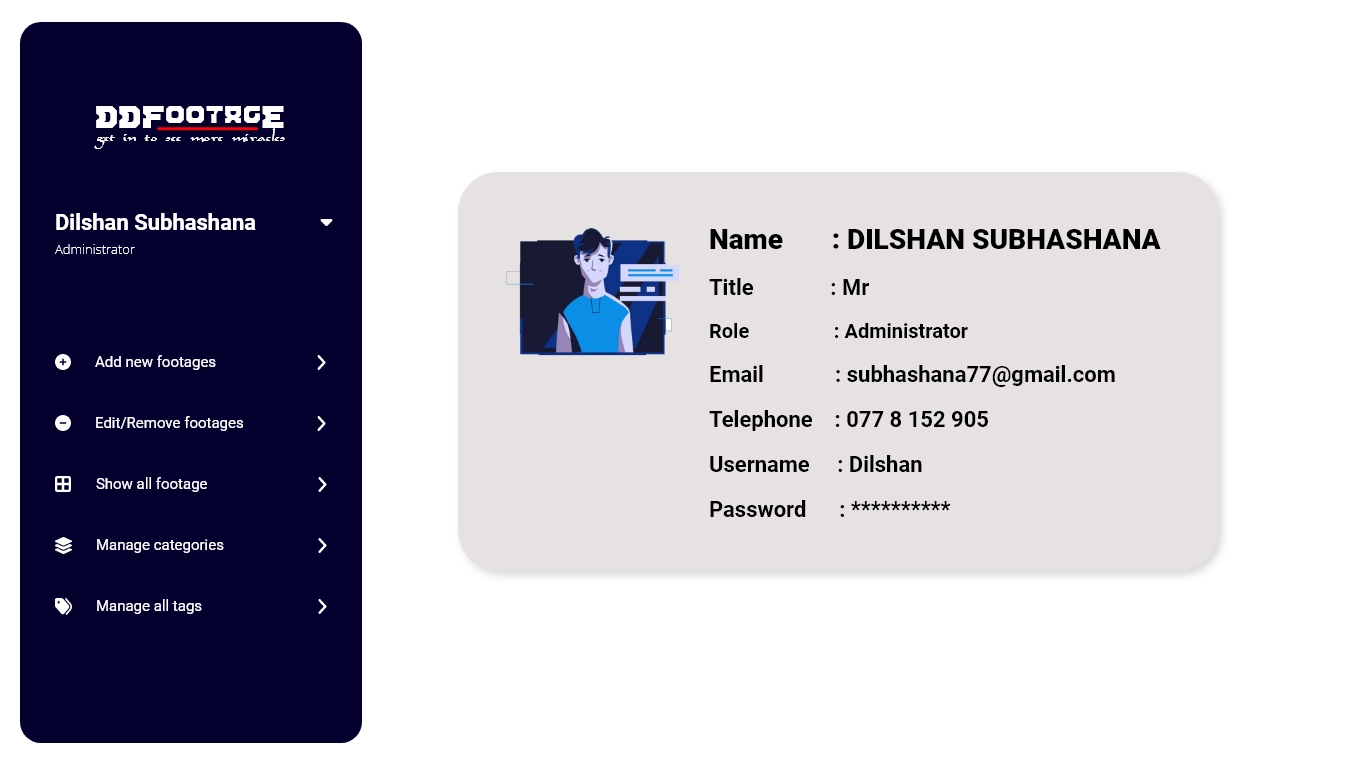 DDFOOTAGE
get in to see more miracles
Dilshan Subhashana
Administrator
Add new footages
Edit/Remove footages
Show all footage
Manage categories
Manage all tags
Name : DILSHAN SUBHASHANA
Title : Mr
Role : Administrator
Email : subhashana77@gmail.com
Telephone : 077 8 152 905
Username : Dilshan
Password : **********